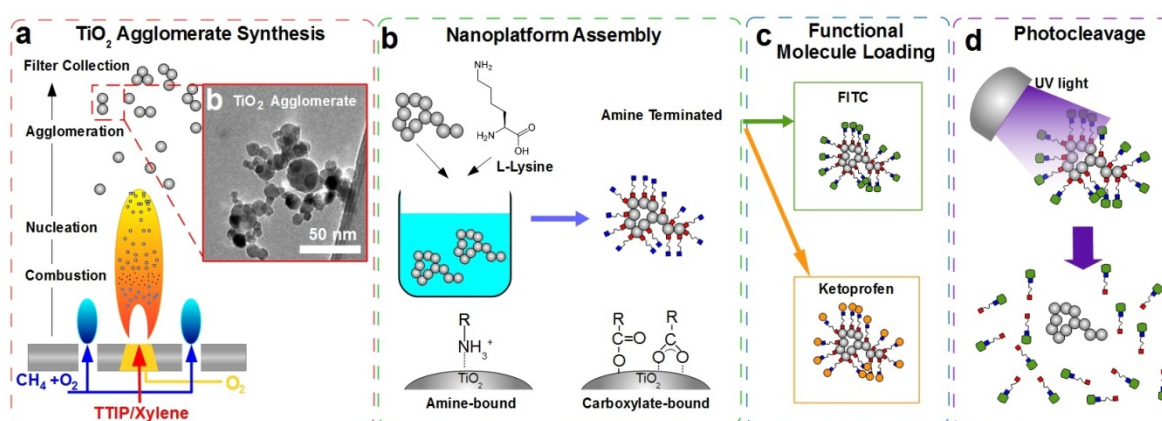 a TiO₂ Agglomerate Synthesis
Filter Collection
Agglomeration
Nucleation
Combustion
b
TiO₂ Agglomerate
50 nm
CH₄ +O₂
O₂
TTIP/Xylene
b Nanoplatform Assembly
NH₂
H₂N
O
OH
L-Lysine
Amine Terminated
R
NH₃⁺
TiO₂
Amine-bound
R
C=O
O
R
C
O O
TiO₂
Carboxylate-bound
c Functional
Molecule Loading
FITC
Ketoprofen
d Photocleavage
UV light